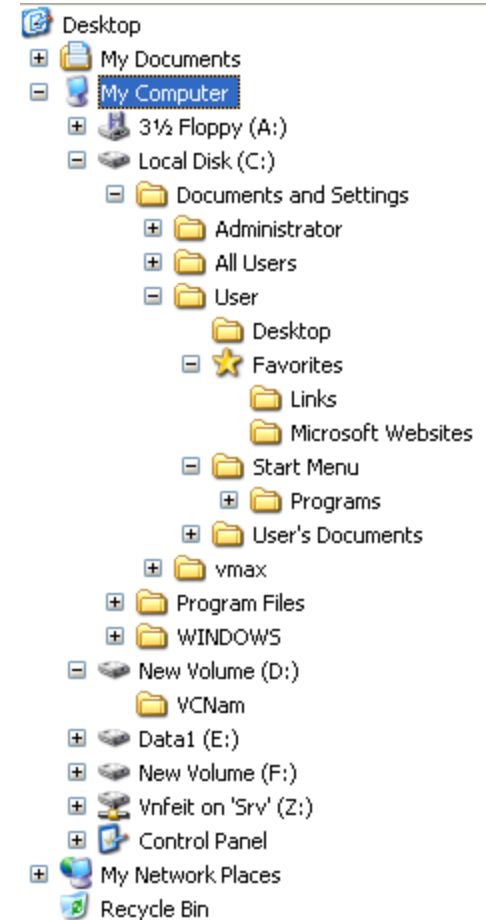 Desktop
My Documents
My Computer
3½ Floppy (A:)
Local Disk (C:)
Documents and Settings
Administrator
All Users
User
Desktop
Favorites
Links
Microsoft Websites
Start Menu
Programs
User's Documents
vmax
Program Files
WINDOWS
New Volume (D:)
VCNam
Data1 (E:)
New Volume (F:)
Vnfeit on 'Srv' (Z:)
Control Panel
My Network Places
Recycle Bin